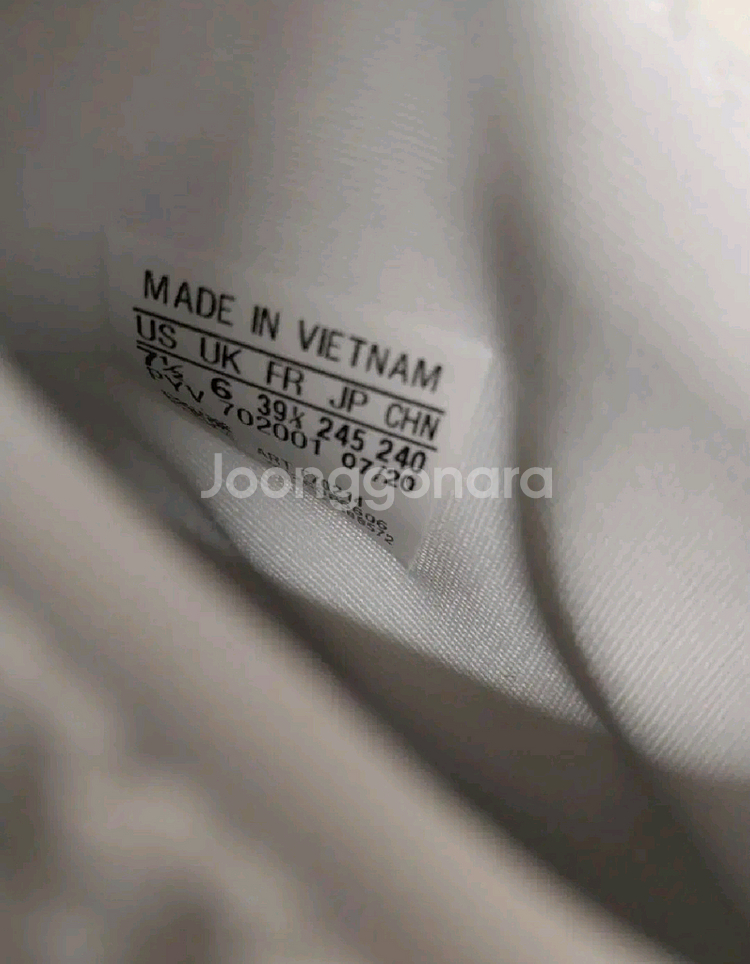 MADE IN VIETNAM
US UK FR JP CHN
7½ 6 39⅓ 245 240
PYV 702001 07/20
Joonggonara